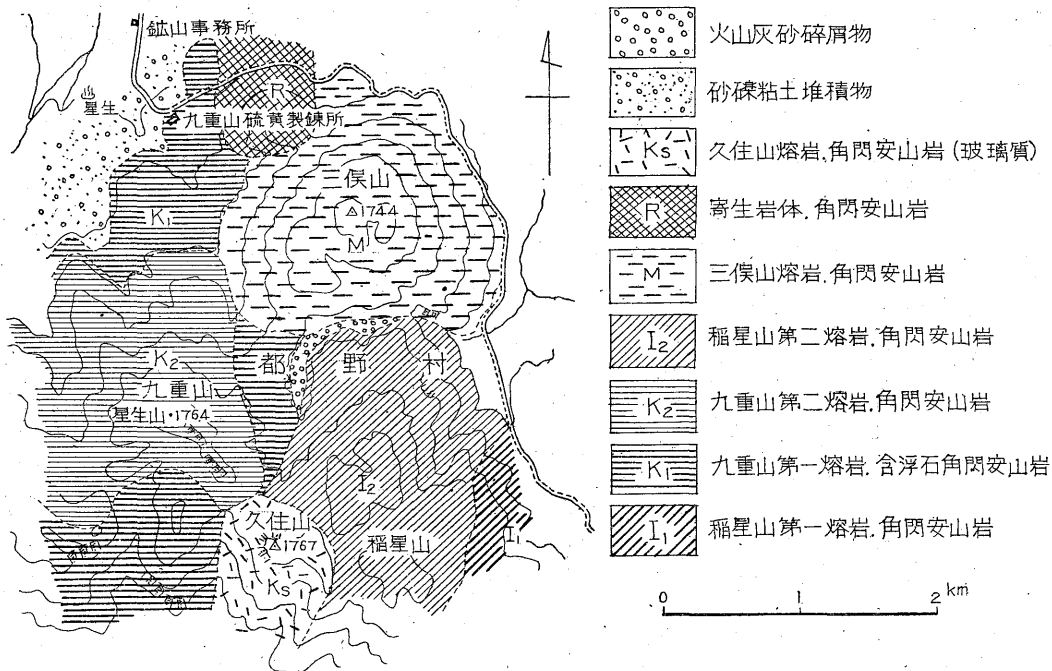 鉱山事務所
星生
R
九重山硫黄製錬所
三俣山
△1744
M
K1
K2
九重山
星生山・1764
都野村
I2
久住山
△1767
稲星山
I1
Ks
火山灰砂碎屑物
砂礫粘土堆積物
Ks 久住山熔岩.角閃安山岩(玻璃質)
R 寄生岩体.角閃安山岩
M 三俣山熔岩.角閃安山岩
I2 稲星山第二熔岩.角閃安山岩
K2 九重山第二熔岩.角閃安山岩
K1 九重山第一熔岩.含浮石角閃安山岩
I1 稲星山第一熔岩.角閃安山岩
0 1 2 km